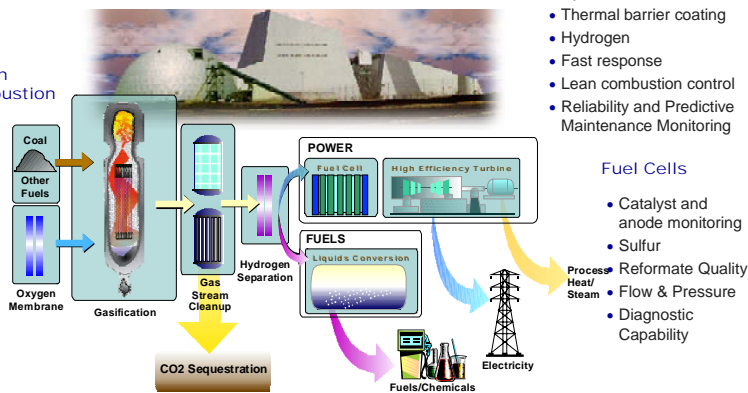 Thermal barrier coating
Hydrogen
Fast response
Lean combustion control
Reliability and Predictive
Maintenance Monitoring
Coal
Other
Fuels
Oxygen
Membrane
Gasification
Gas
Stream
Cleanup
Hydrogen
Separation
CO2 Sequestration
POWER
Fuel Cell
High Efficiency Turbine
FUELS
Liquids Conversion
Fuels/Chemicals
Electricity
Process
Heat/
Steam
Fuel Cells
Catalyst and
anode monitoring
Sulfur
Reformate Quality
Flow & Pressure
Diagnostic
Capability